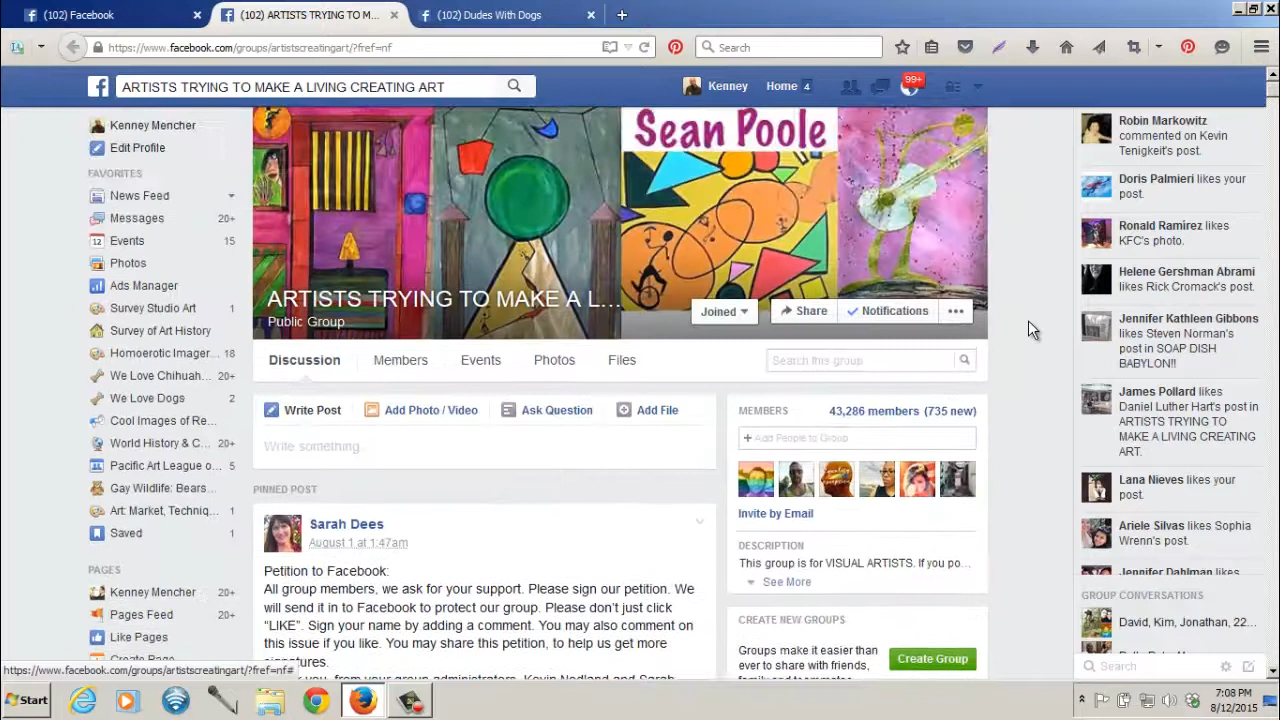 (102) Facebook
(102) ARTISTS TRYING TO M...
(102) Dudes With Dogs
https://www.facebook.com/groups/artistscreatingart/?fref=nf
Search
ARTISTS TRYING TO MAKE A LIVING CREATING ART
Kenney
Home 4
99+
Kenney Mencher
Edit Profile
FAVORITES
News Feed
Messages 20+
Events 15
Photos
Ads Manager
Survey Studio Art 1
Survey of Art History
Homoerotic Imager... 18
We Love Chihuah... 20+
We Love Dogs 2
Cool Images of Re...
World History & C... 20+
Pacific Art League o... 5
Gay Wildlife: Bears...
Art: Market, Techniq... 1
Saved 1
PAGES
Kenney Mencher 20+
Pages Feed 20+
Like Pages
Create Page
https://www.facebook.com/groups/artistscreatingart/?fref=nf#
Sean Poole
ARTISTS TRYING TO MAKE A L...
Public Group
Joined
Share
Notifications
Discussion
Members
Events
Photos
Files
Search this group
Write Post
Add Photo / Video
Ask Question
Add File
Write something...
PINNED POST
Sarah Dees
August 1 at 1:47am
Petition to Facebook:
All group members, we ask for your support. Please sign our petition. We
will send it in to Facebook to protect our group. Please don't just click
"LIKE". Sign your name by adding a comment. You may also comment on
this issue if you like. You may share this petition, to help us get more
signatures.
MEMBERS
43,286 members (735 new)
+ Add People to Group
Invite by Email
DESCRIPTION
This group is for VISUAL ARTISTS. If you po...
See More
CREATE NEW GROUPS
Groups make it easier than
ever to share with friends,
family and teammates.
Create Group
Robin Markowitz
commented on Kevin
Tenigkeit's post.
Doris Palmieri likes your
post.
Ronald Ramirez likes
KFC's photo.
Helene Gershman Abrami
likes Rick Cromack's post.
Jennifer Kathleen Gibbons
likes Steven Norman's
post in SOAP DISH
BABYLON!!
James Pollard likes
Daniel Luther Hart's post in
ARTISTS TRYING TO
MAKE A LIVING CREATING
ART.
Lana Nieves likes your
post.
Ariele Silvas likes Sophia
Wrenn's post.
Jennifer Dahlman likes
GROUP CONVERSATIONS
David, Kim, Jonathan, 22...
Search
Start
7:08 PM
8/12/2015